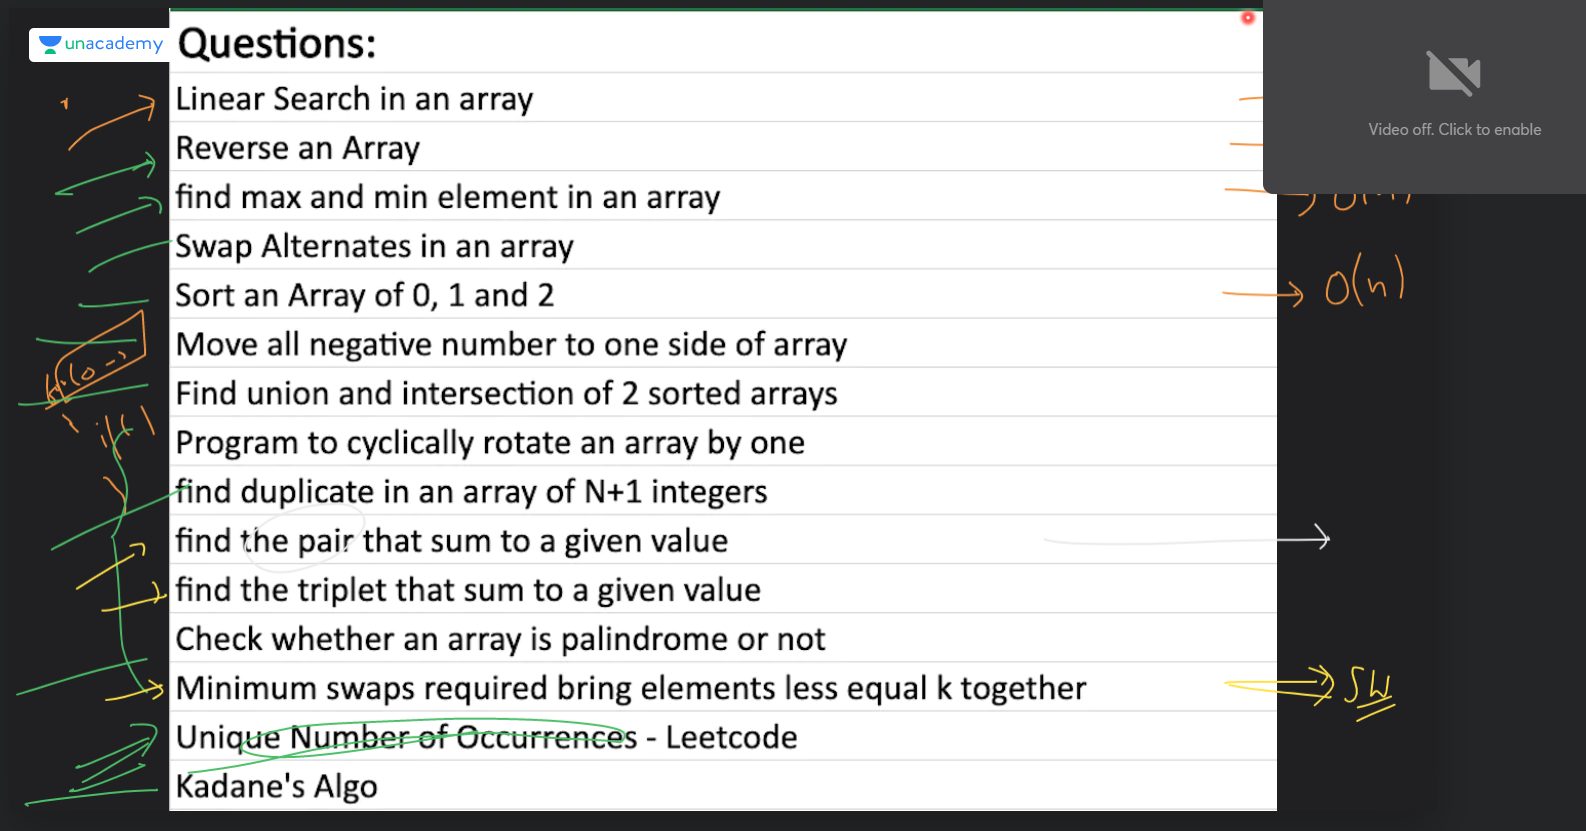 unacademy
Questions:
Linear Search in an array
Video off. Click to enable
Reverse an Array
find max and min element in an array
Swap Alternates in an array
Sort an Array of 0, 1 and 2
O(n)
Move all negative number to one side of array
Find union and intersection of 2 sorted arrays
Program to cyclically rotate an array by one
find duplicate in an array of N+1 integers
find the pair that sum to a given value
find the triplet that sum to a given value
Check whether an array is palindrome or not
Minimum swaps required bring elements less equal k together
SW
Unique Number of Occurrences - Leetcode
Kadane's Algo